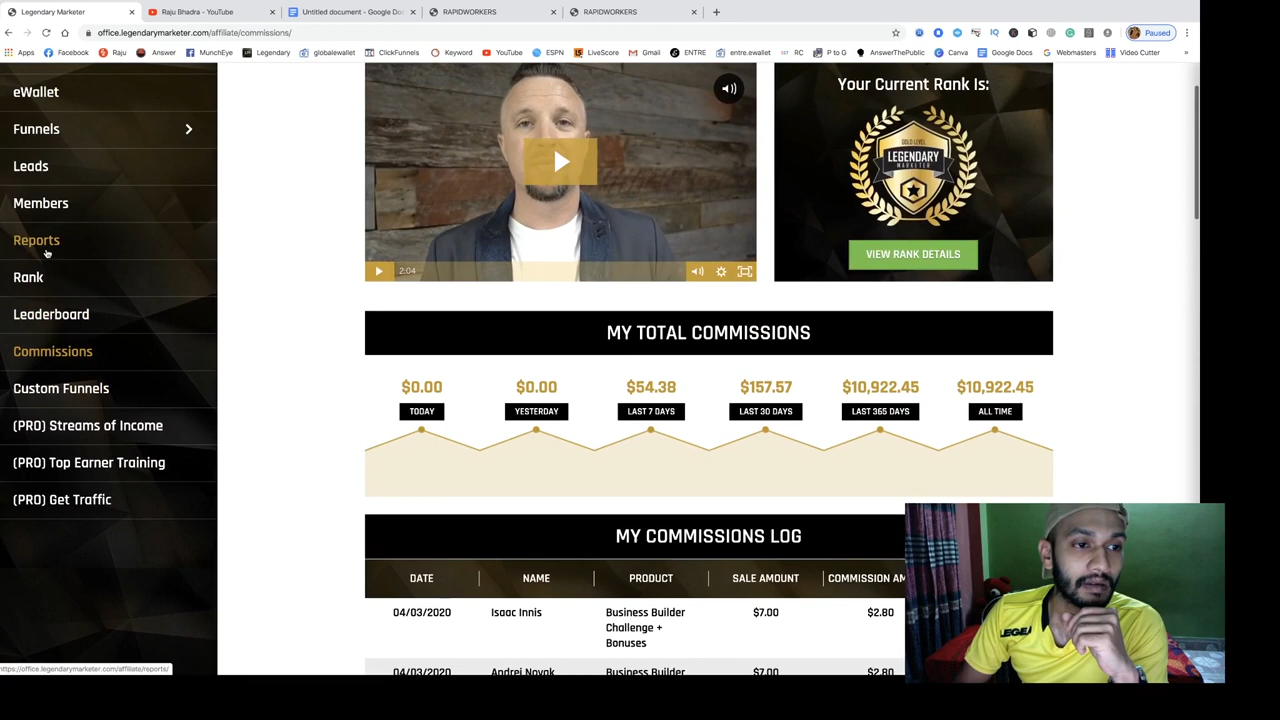 Legendary Marketer
Raju Bhadra - YouTube
Untitled document - Google Doc
RAPIDWORKERS
RAPIDWORKERS
office.legendarymarketer.com/affiliate/commissions/
Paused
Apps
Facebook
Raju
Answer
MunchEye
Legendary
globalewallet
ClickFunnels
Keyword
YouTube
ESPN
LiveScore
Gmail
ENTRE
entre.ewallet
RC
P to G
AnswerThePublic
Canva
Google Docs
Webmasters
Video Cutter
eWallet
Funnels
Leads
Members
Reports
Rank
Leaderboard
Commissions
Custom Funnels
(PRO) Streams of Income
(PRO) Top Earner Training
(PRO) Get Traffic
https://office.legendarymarketer.com/affiliate/reports/
2:04
Your Current Rank Is:
GOLD LEVEL
LEGENDARY
MARKETER
VIEW RANK DETAILS
MY TOTAL COMMISSIONS
$0.00 $0.00 $54.38 $157.57 $10,922.45 $10,922.45
TODAY YESTERDAY LAST 7 DAYS LAST 30 DAYS LAST 365 DAYS ALL TIME
MY COMMISSIONS LOG
DATE NAME PRODUCT SALE AMOUNT COMMISSION AM
04/03/2020 Isaac Innis Business Builder $7.00 $2.80
Challenge +
Bonuses
04/03/2020 Andrei Novak Business Builder $7.00 $2.80